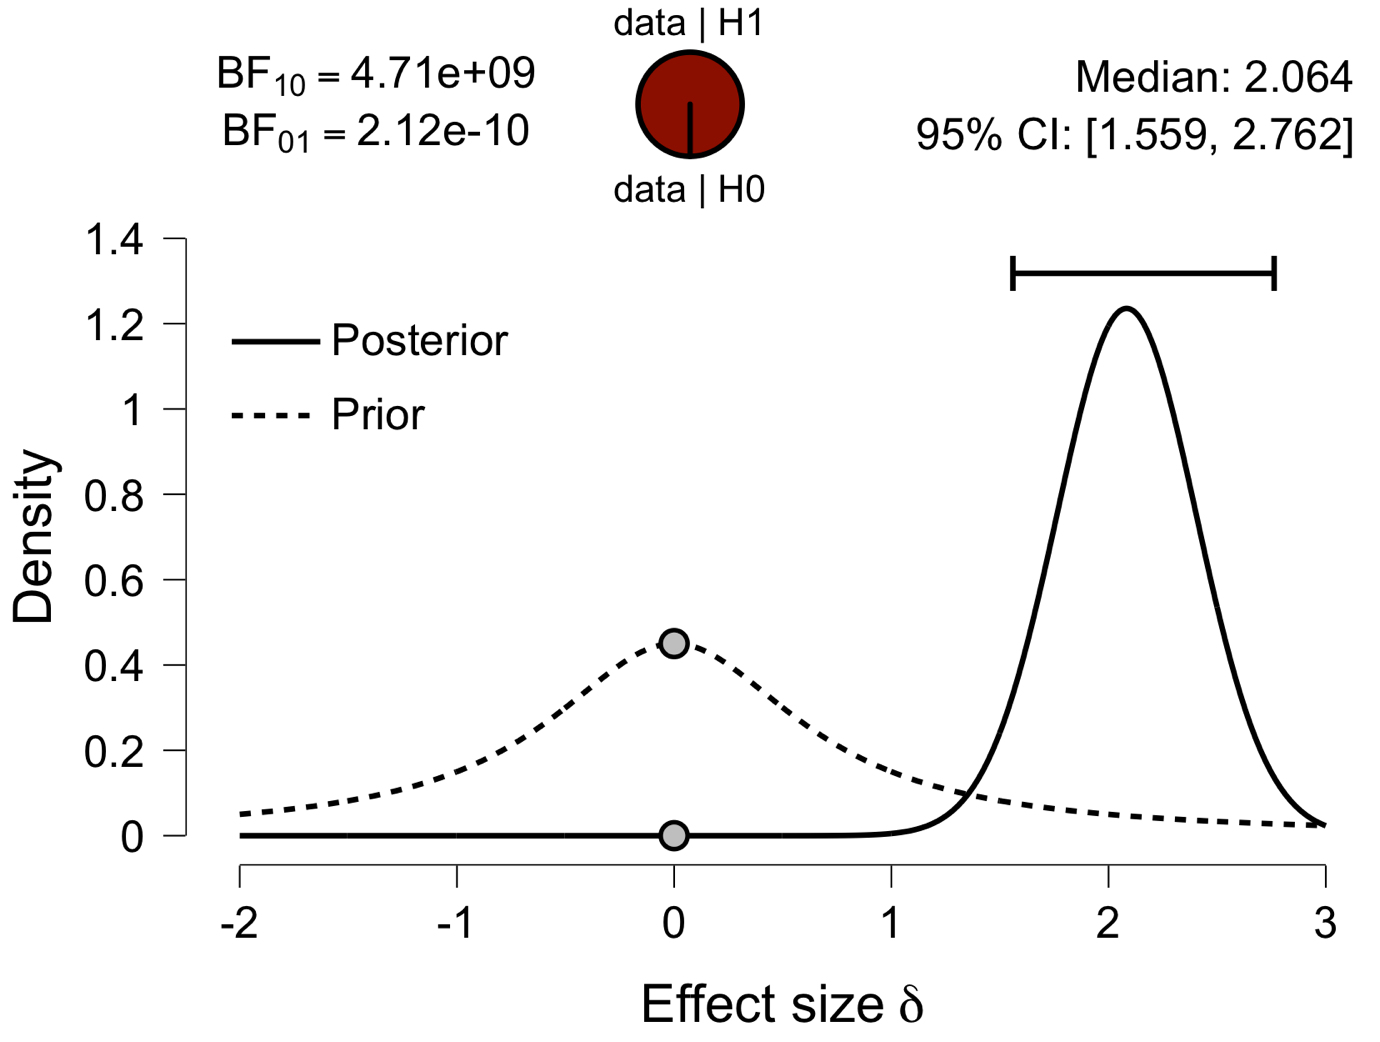 data | H1
BF10 = 4.71e+09
BF01 = 2.12e-10
Median: 2.064
95% CI: [1.559, 2.762]
data | H0
1.4
1.2
1
0.8
0.6
0.4
0.2
0
Density
Posterior
Prior
-2 -1 0 1 2 3
Effect size δ